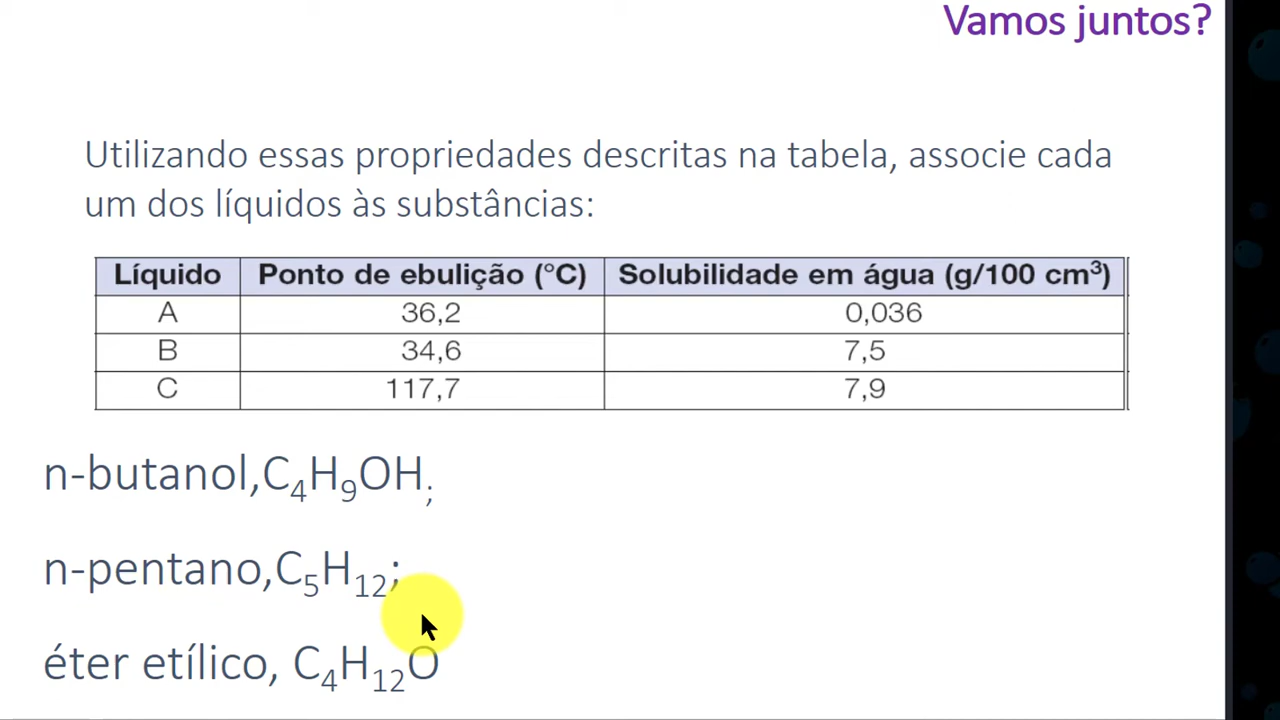 Vamos juntos?
Utilizando essas propriedades descritas na tabela, associe cada
um dos líquidos às substâncias:
Líquido Ponto de ebulição (°C) Solubilidade em água (g/100 cm³)
A 36,2 0,036
B 34,6 7,5
C 117,7 7,9
n-butanol,C₄H₉OH;
n-pentano,C₅H₁₂;
éter etílico, C₄H₁₂O